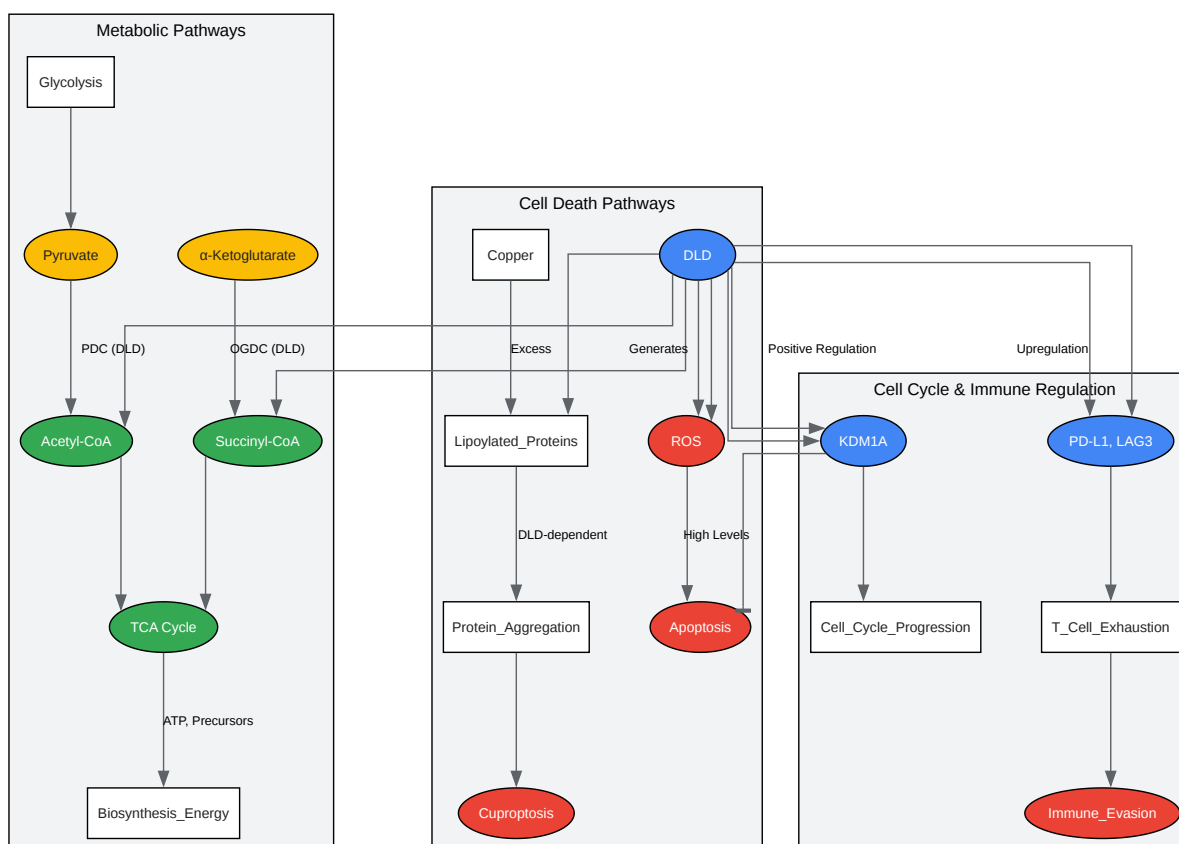 Metabolic Pathways
Glycolysis
Cell Death Pathways
Pyruvate
α-Ketoglutarate
Copper
DLD
PDC (DLD)
OGDC (DLD)
Excess
Generates
Positive Regulation
Upregulation
Cell Cycle & Immune Regulation
Acetyl-CoA
Succinyl-CoA
Lipoylated_Proteins
ROS
KDM1A
PD-L1, LAG3
DLD-dependent
High Levels
TCA Cycle
Protein_Aggregation
Apoptosis
Cell_Cycle_Progression
T_Cell_Exhaustion
ATP, Precursors
Biosynthesis_Energy
Cuproptosis
Immune_Evasion